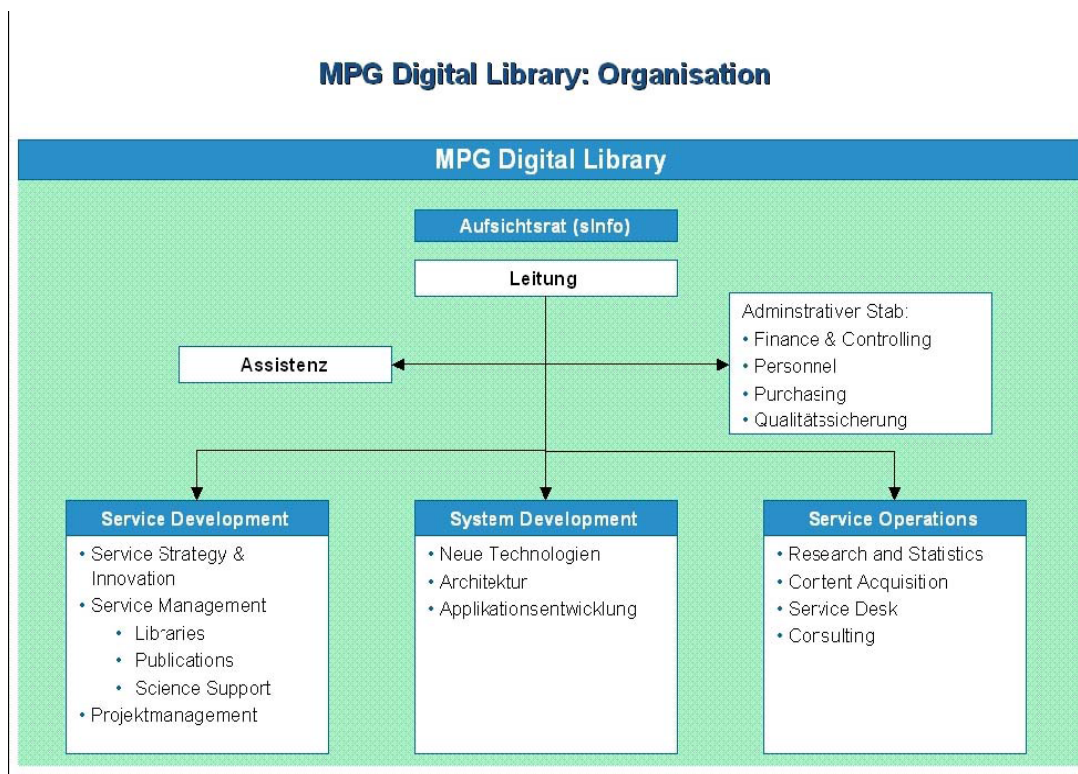 MPG Digital Library: Organisation
MPG Digital Library
Aufsichtsrat (sInfo)
Leitung
Assistenz
Adminstrativer Stab:
• Finance & Controlling
• Personnel
• Purchasing
• Qualitätssicherung
Service Development
• Service Strategy &
Innovation
• Service Management
• Libraries
• Publications
• Science Support
• Projektmanagement
System Development
• Neue Technologien
• Architektur
• Applikationsentwicklung
Service Operations
• Research and Statistics
• Content Acquisition
• Service Desk
• Consulting